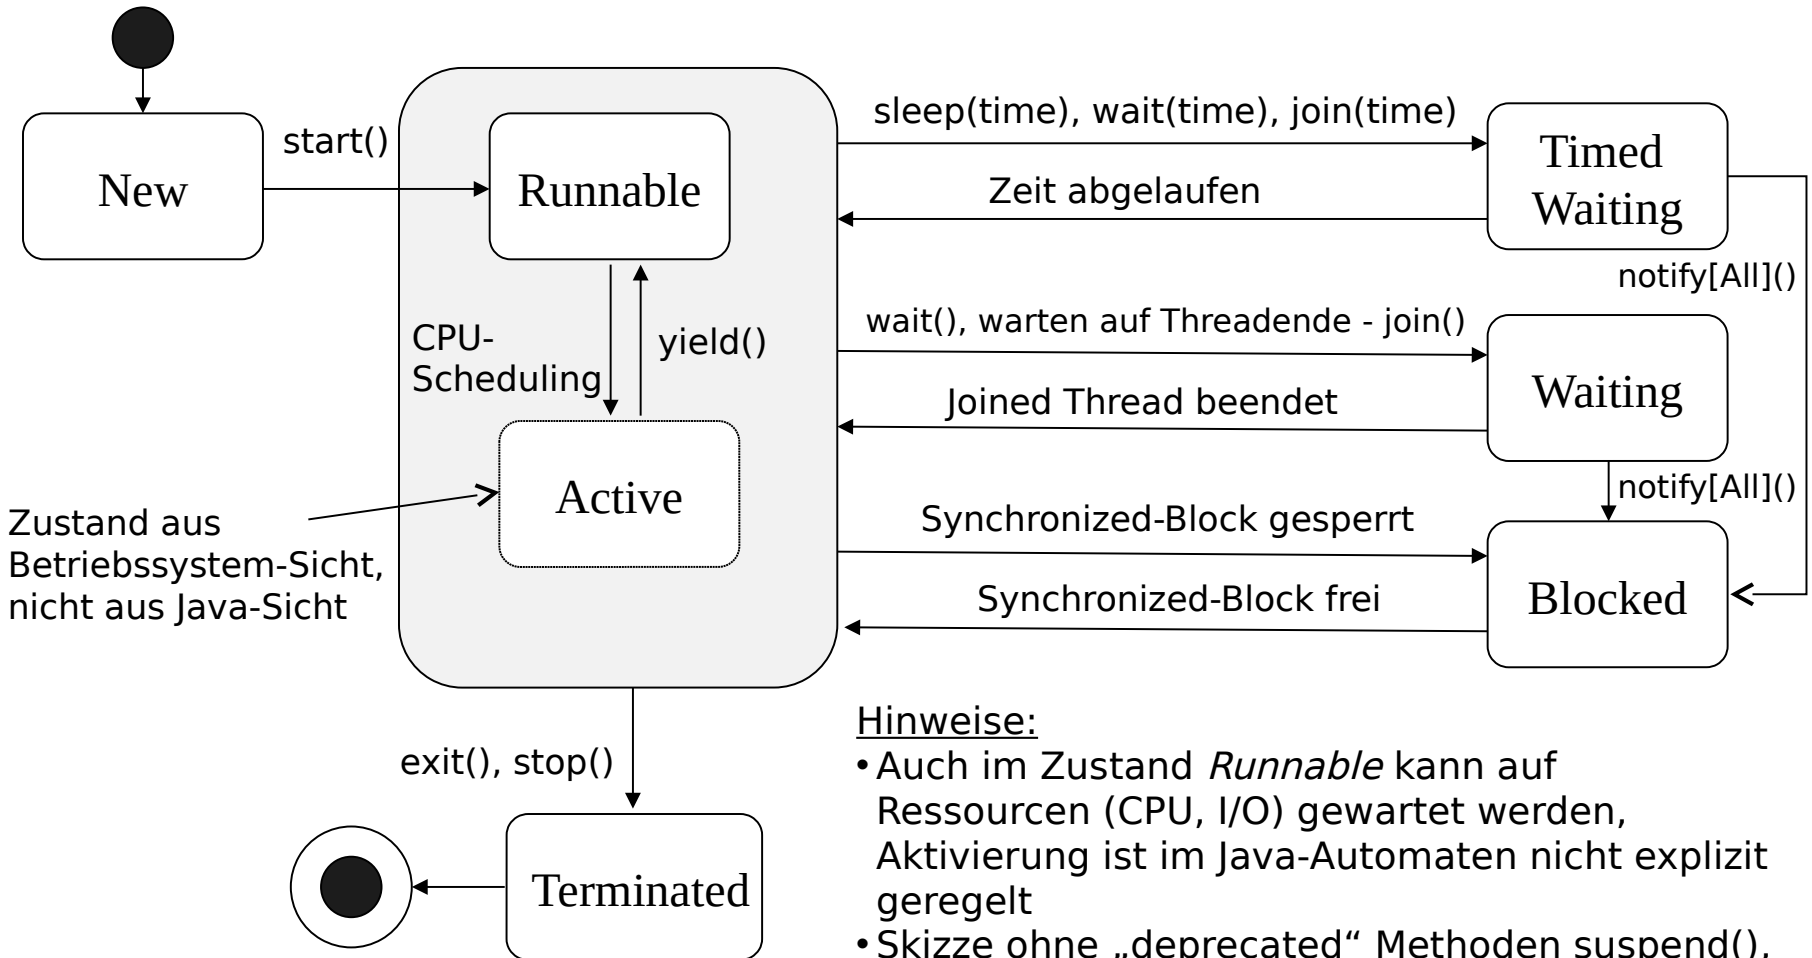 New
start()
Runnable
sleep(time), wait(time), join(time)
Timed
Waiting
Zeit abgelaufen
notify[All]()
CPU-
Scheduling
yield()
wait(), warten auf Threadende - join()
Waiting
Joined Thread beendet
Active
notify[All]()
Zustand aus
Betriebssystem-Sicht,
nicht aus Java-Sicht
Synchronized-Block gesperrt
Blocked
Synchronized-Block frei
exit(), stop()
Terminated
Hinweise:
•Auch im Zustand Runnable kann auf
Ressourcen (CPU, I/O) gewartet werden,
Aktivierung ist im Java-Automaten nicht explizit
geregelt
•Skizze ohne „deprecated“ Methoden suspend(),